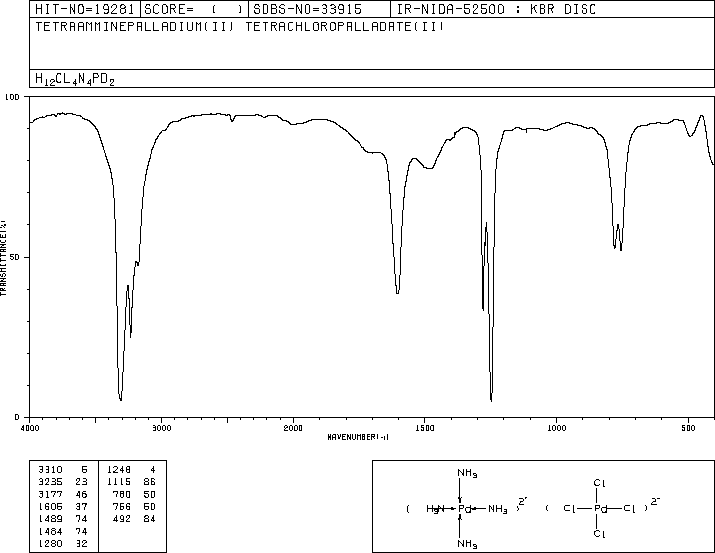 HIT-NO=19281 SCORE= ( ) SDBS-NO=33915 IR-NIDA-52500 : KBR DISC
TETRAAMMINEPALLADIUM(II) TETRACHLOROPALLADATE(II)
H12CL4N4PD2
100
50
0
TRANSMITTANCE(%)
4000 3000 2000 1500 1000 500
WAVENUMBER(-1)
3310 5 1248 4
3235 23 1115 86
3177 46 780 50
1605 37 756 50
1489 74 492 84
1484 74
1280 32
NH3
( H3N Pd NH3 )2+
NH3
Cl
( Cl Pd Cl )2-
Cl